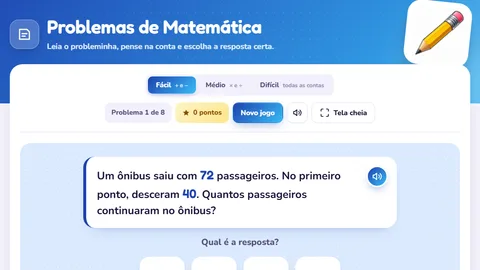 Problemas de Matemática
Leia o probleminha, pense na conta e escolha a resposta certa.
Fácil + e − Médio × e ÷ Difícil todas as contas
Problema 1 de 8 ★ 0 pontos Novo jogo Tela cheia
Um ônibus saiu com 72 passageiros. No primeiro
ponto, desceram 40. Quantos passageiros
continuaram no ônibus?
Qual é a resposta?